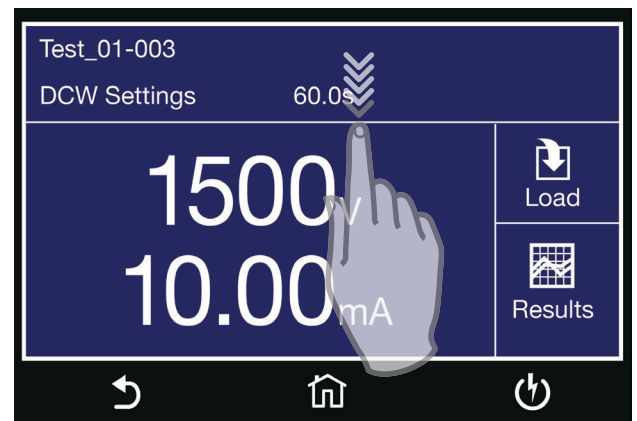 Test_01-003
DCW Settings 60.0s
1500V
10.00mA
Load
Results